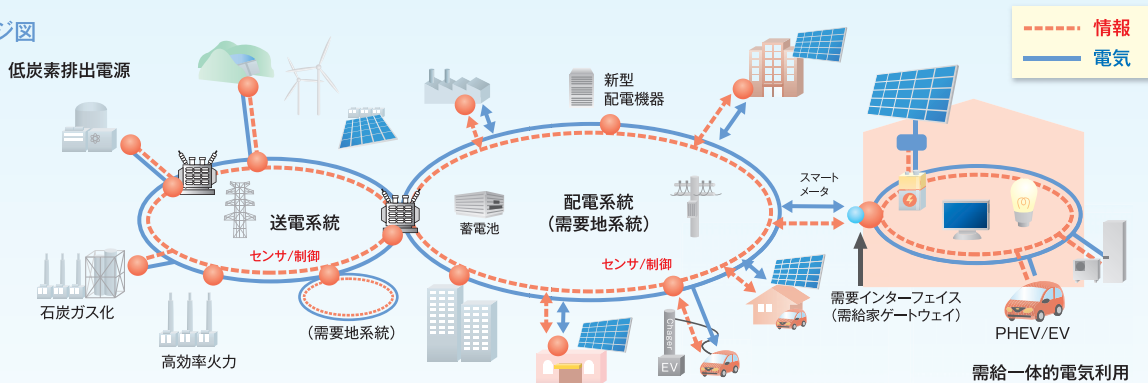 ジ図
情報
電気
低炭素排出電源
新型
配電機器
スマート
メータ
送電系統
蓄電池
配電系統
(需要地系統)
センサ/制御
センサ/制御
石炭ガス化
(需要地系統)
高効率火力
Chager
EV
需要インターフェイス
(需給家ゲートウェイ)
PHEV/EV
需給一体的電気利用